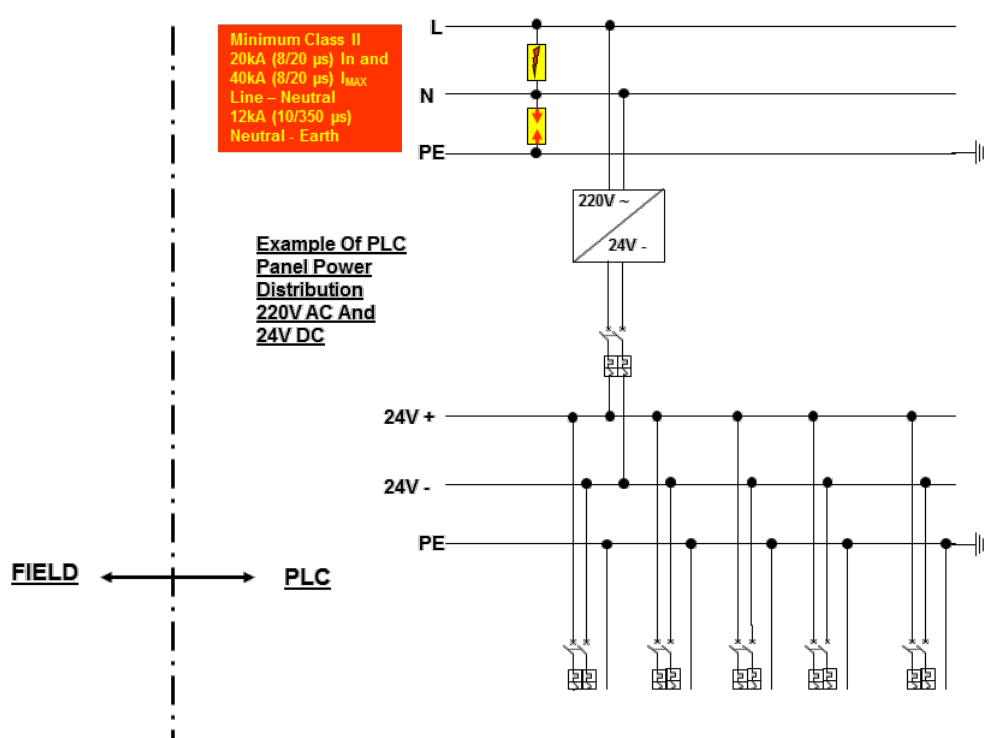 Minimum Class II
20kA (8/20 µs) In and
40kA (8/20 µs) IMAX
Line – Neutral
12kA (10/350 µs)
Neutral - Earth
L
N
PE
220V ~
24V -
Example Of PLC
Panel Power
Distribution
220V AC And
24V DC
24V +
24V -
PE
FIELD
PLC